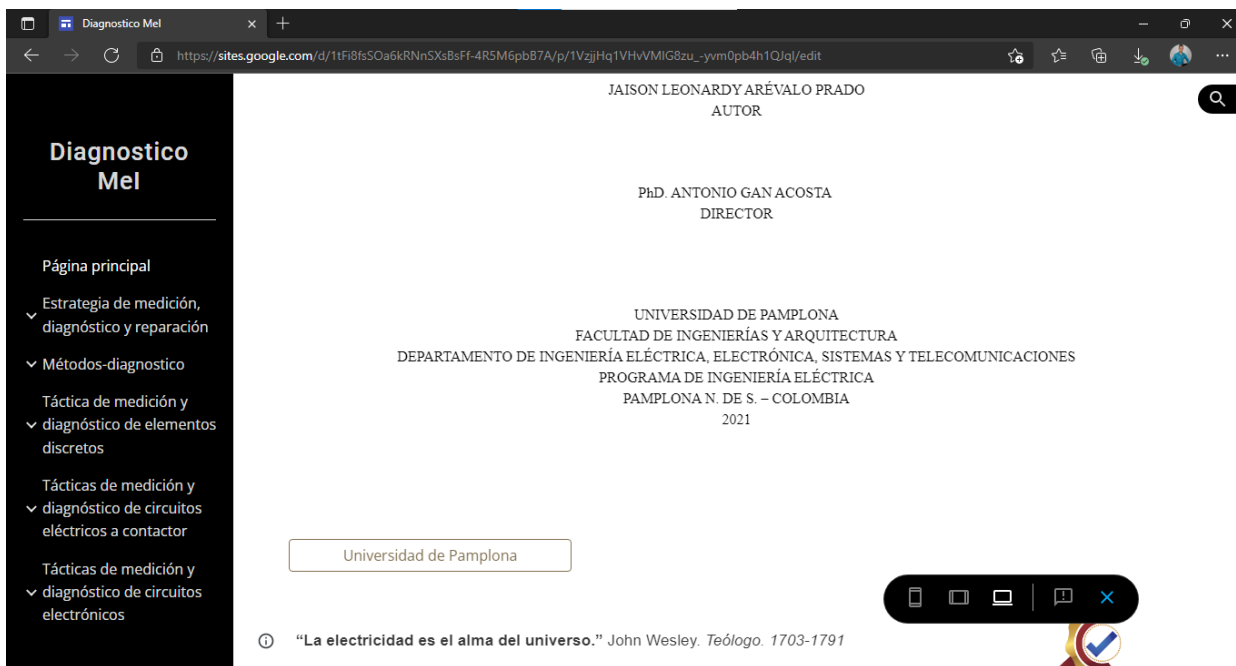 Diagnostico Mel
https://sites.google.com/d/1tFi8fsSOa6kRNnSXsBsFf-4R5M6pbB7A/p/1VzjjHq1VHvVMIG8zu_-yvm0pb4h1QJql/edit
Diagnostico
Mel
Página principal
Estrategia de medición,
diagnóstico y reparación
Métodos-diagnostico
Táctica de medición y
diagnóstico de elementos
discretos
Tácticas de medición y
diagnóstico de circuitos
eléctricos a contactor
Tácticas de medición y
diagnóstico de circuitos
electrónicos
JAISON LEONARDY ARÉVALO PRADO
AUTOR
PhD. ANTONIO GAN ACOSTA
DIRECTOR
UNIVERSIDAD DE PAMPLONA
FACULTAD DE INGENIERÍAS Y ARQUITECTURA
DEPARTAMENTO DE INGENIERÍA ELÉCTRICA, ELECTRÓNICA, SISTEMAS Y TELECOMUNICACIONES
PROGRAMA DE INGENIERÍA ELÉCTRICA
PAMPLONA N. DE S. – COLOMBIA
2021
Universidad de Pamplona
“La electricidad es el alma del universo.” John Wesley. Teólogo. 1703-1791